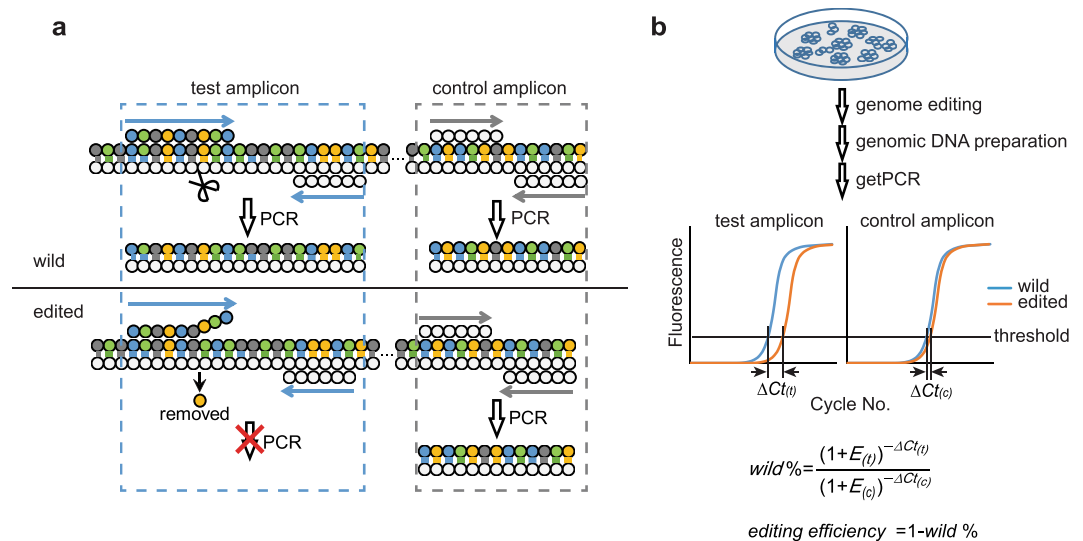 a
test amplicon
control amplicon
PCR
PCR
wild
edited
removed
PCR
PCR
b
genome editing
genomic DNA preparation
getPCR
test amplicon
control amplicon
Fluorescence
wild
edited
threshold
ΔCt(t)
ΔCt(c)
Cycle No.
wild %= (1+E(t))^−ΔCt(t) / (1+E(c))^−ΔCt(c)
editing efficiency =1-wild %